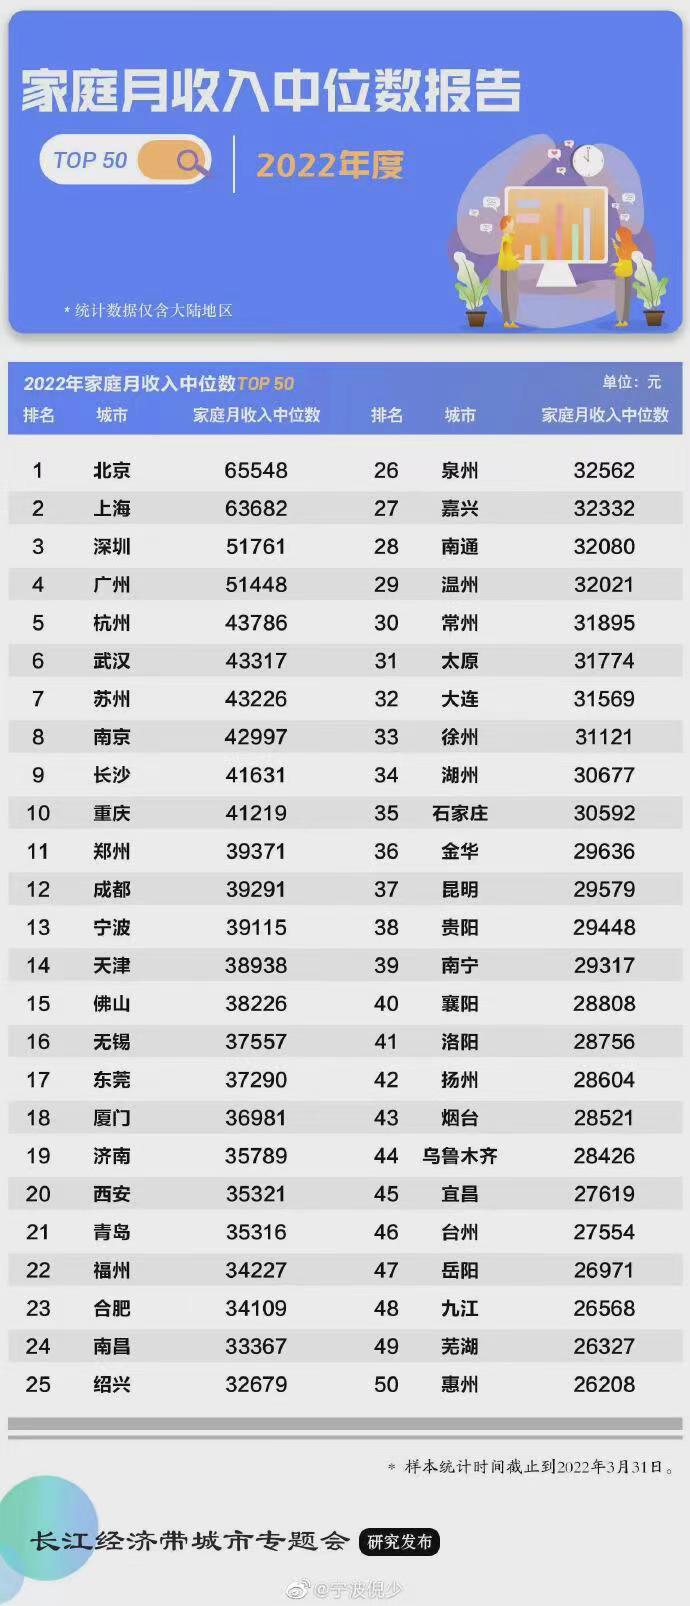 家庭月收入中位数报告
TOP 50
2022年度
* 统计数据仅含大陆地区
2022年家庭月收入中位数TOP 50 单位：元
排名 城市 家庭月收入中位数 排名 城市 家庭月收入中位数
1 北京 65548 26 泉州 32562
2 上海 63682 27 嘉兴 32332
3 深圳 51761 28 南通 32080
4 广州 51448 29 温州 32021
5 杭州 43786 30 常州 31895
6 武汉 43317 31 太原 31774
7 苏州 43226 32 大连 31569
8 南京 42997 33 徐州 31121
9 长沙 41631 34 湖州 30677
10 重庆 41219 35 石家庄 30592
11 郑州 39371 36 金华 29636
12 成都 39291 37 昆明 29579
13 宁波 39115 38 贵阳 29448
14 天津 38938 39 南宁 29317
15 佛山 38226 40 襄阳 28808
16 无锡 37557 41 洛阳 28756
17 东莞 37290 42 扬州 28604
18 厦门 36981 43 烟台 28521
19 济南 35789 44 乌鲁木齐 28426
20 西安 35321 45 宜昌 27619
21 青岛 35316 46 台州 27554
22 福州 34227 47 岳阳 26971
23 合肥 34109 48 九江 26568
24 南昌 33367 49 芜湖 26327
25 绍兴 32679 50 惠州 26208
* 样本统计时间截止到2022年3月31日。
长江经济带城市专题会 研究发布
@宁波倪少